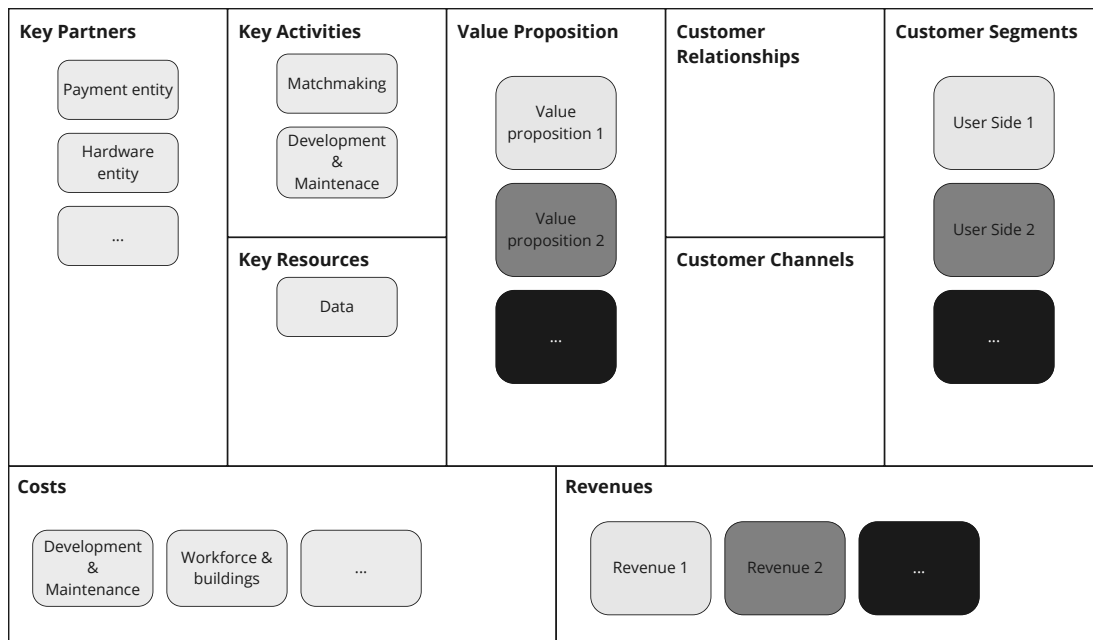 Key Partners
Payment entity
Hardware
entity
...
Key Activities
Matchmaking
Development
&
Maintenace
Key Resources
Data
Value Proposition
Value
proposition 1
Value
proposition 2
...
Customer
Relationships
Customer Channels
Customer Segments
User Side 1
User Side 2
...
Costs
Development
&
Maintenance
Workforce &
buildings
...
Revenues
Revenue 1
Revenue 2
...